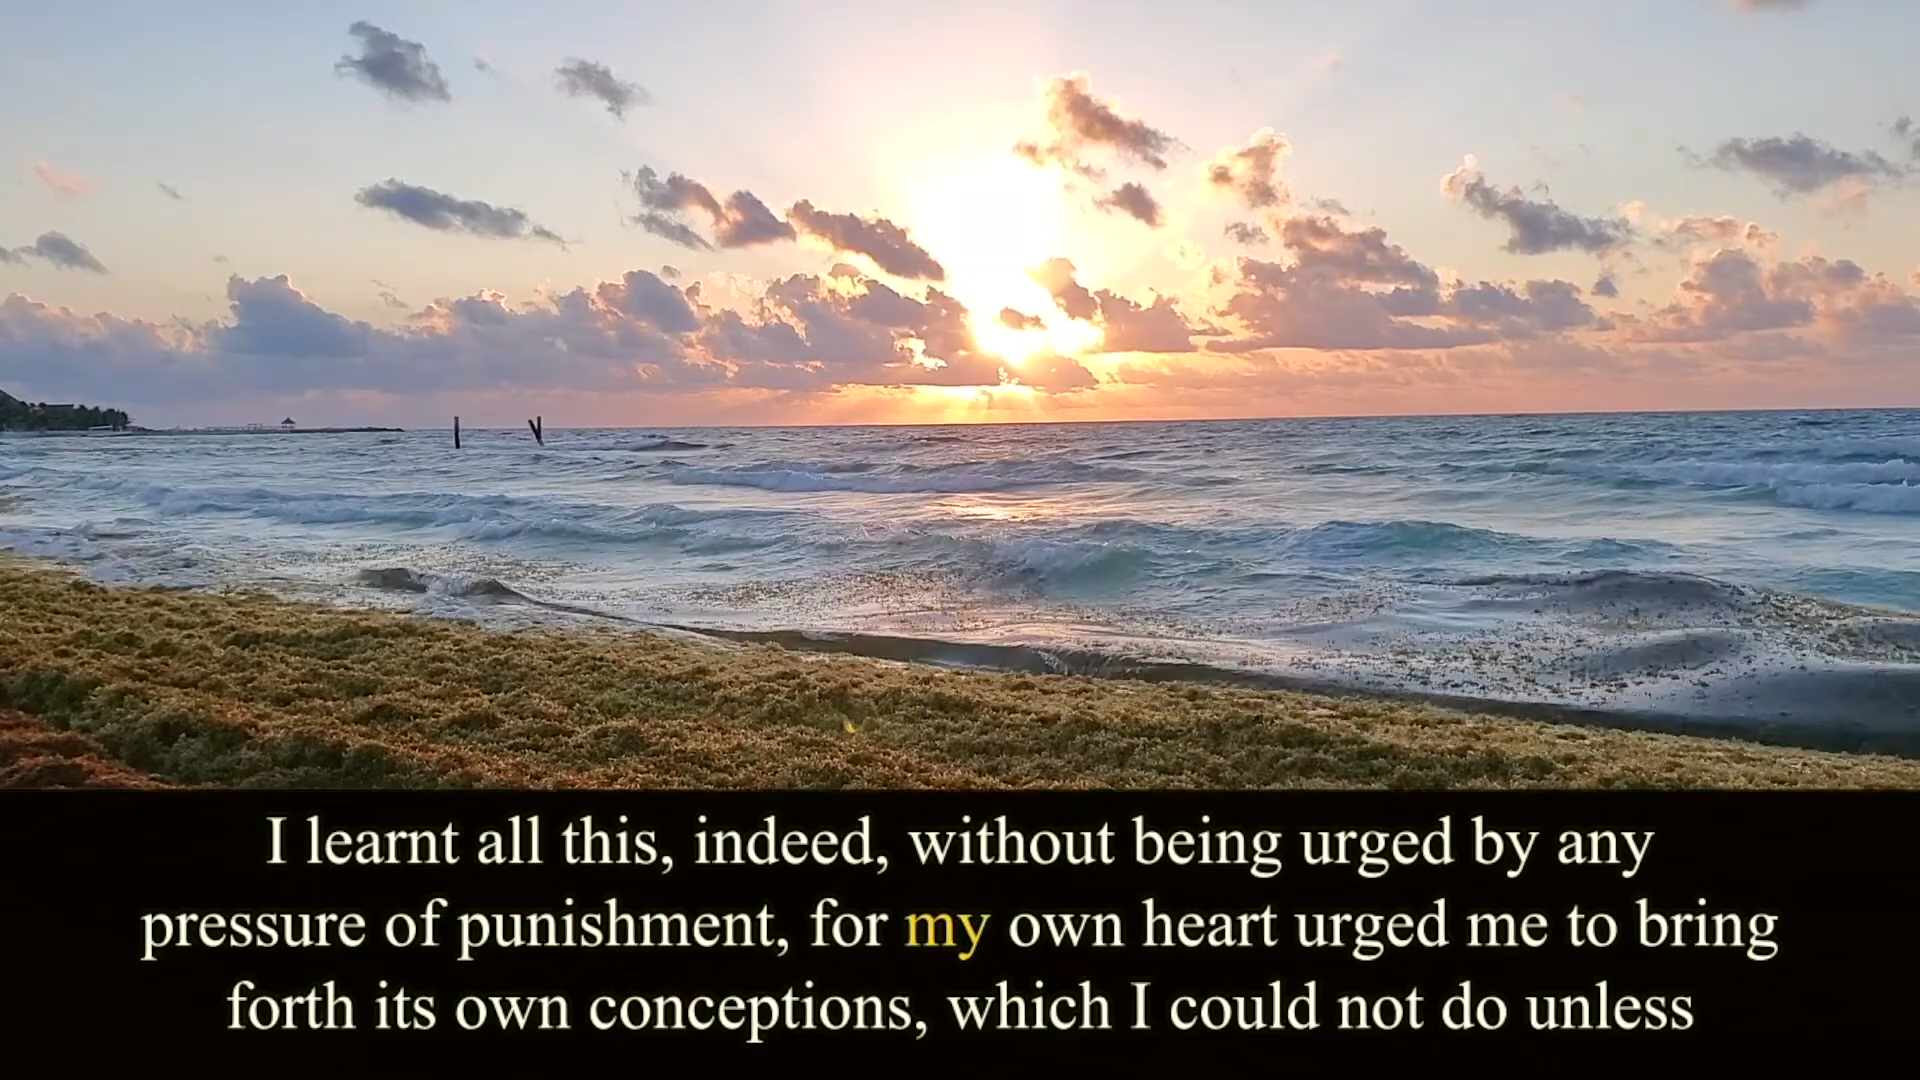 I learnt all this, indeed, without being urged by any
pressure of punishment, for my own heart urged me to bring
forth its own conceptions, which I could not do unless